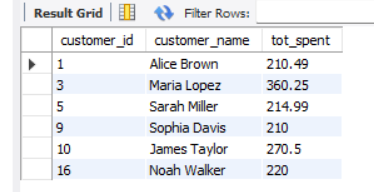 Result Grid Filter Rows:
customer_id customer_name tot_spent
1 Alice Brown 210.49
3 Maria Lopez 360.25
5 Sarah Miller 214.99
9 Sophia Davis 210
10 James Taylor 270.5
16 Noah Walker 220